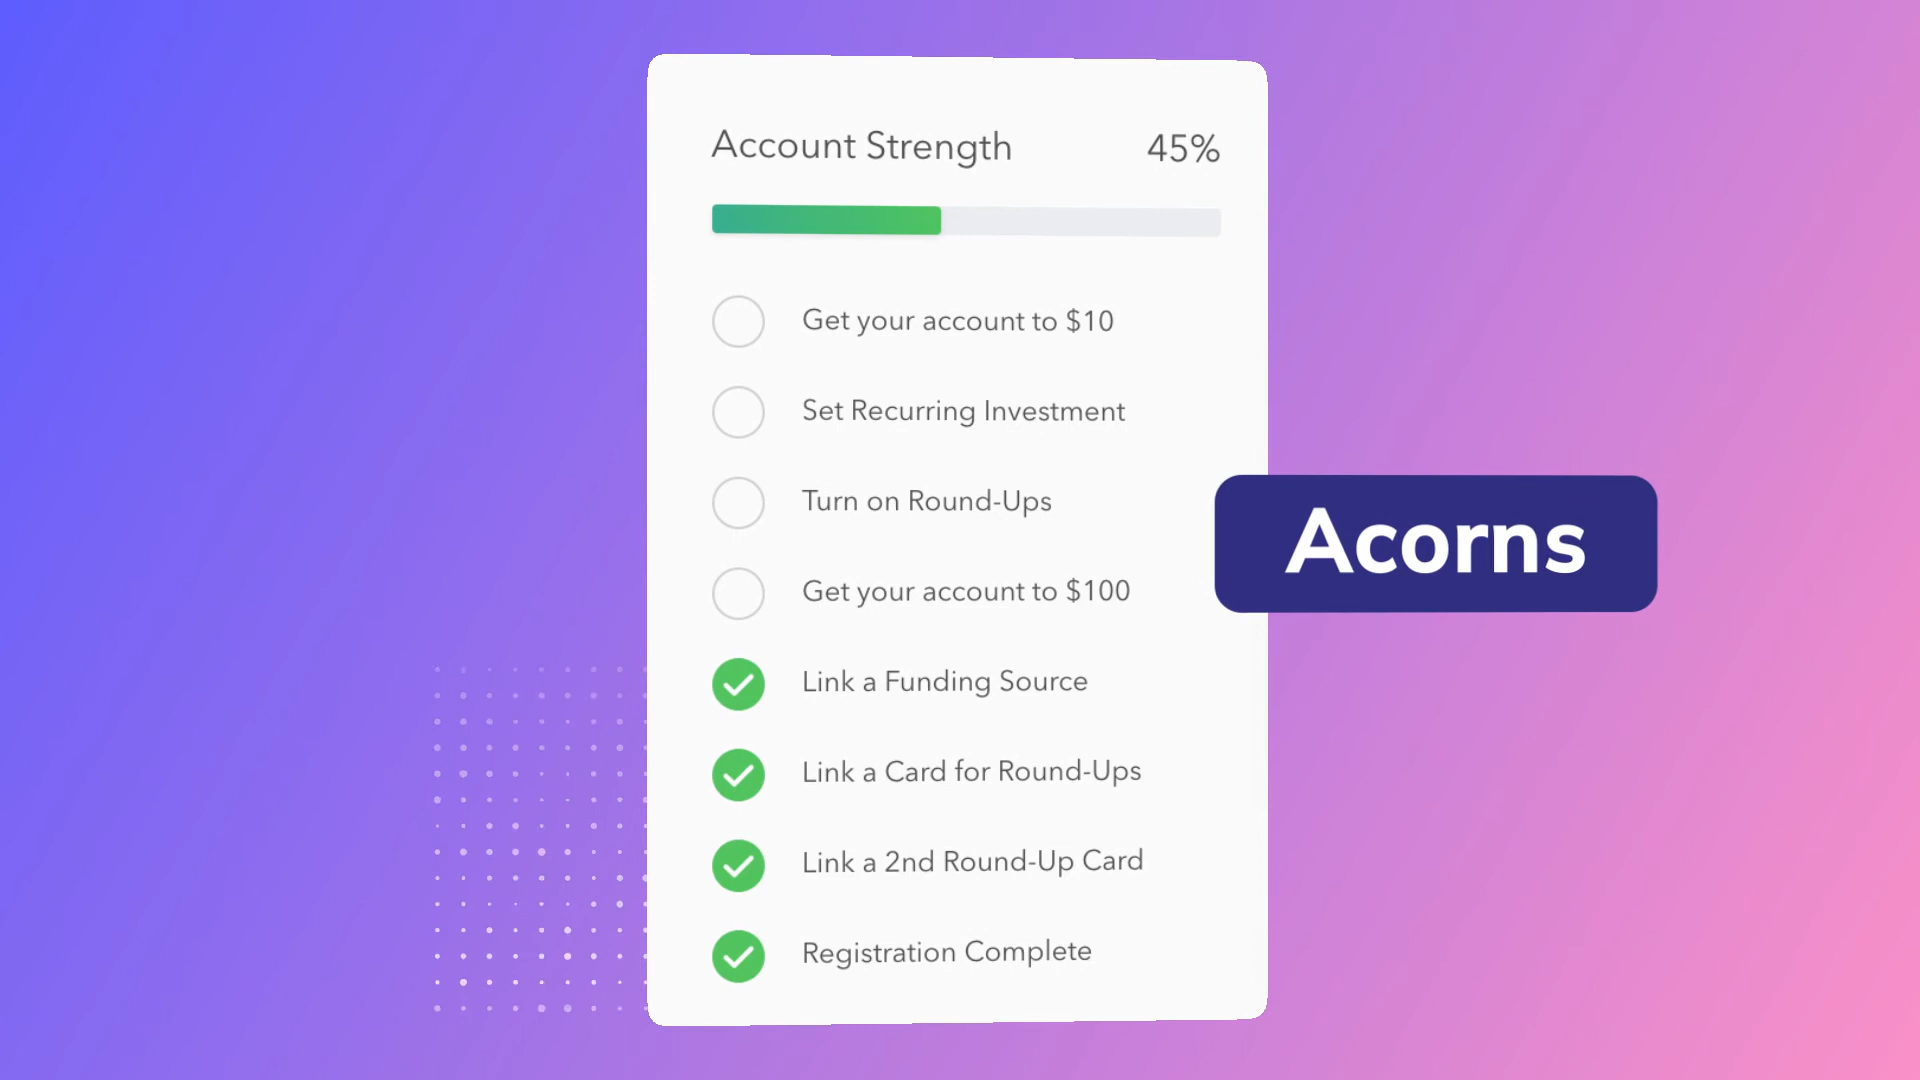 Account Strength 45%
Get your account to $10
Set Recurring Investment
Turn on Round-Ups
Get your account to $100
Acorns
Link a Funding Source
Link a Card for Round-Ups
Link a 2nd Round-Up Card
Registration Complete